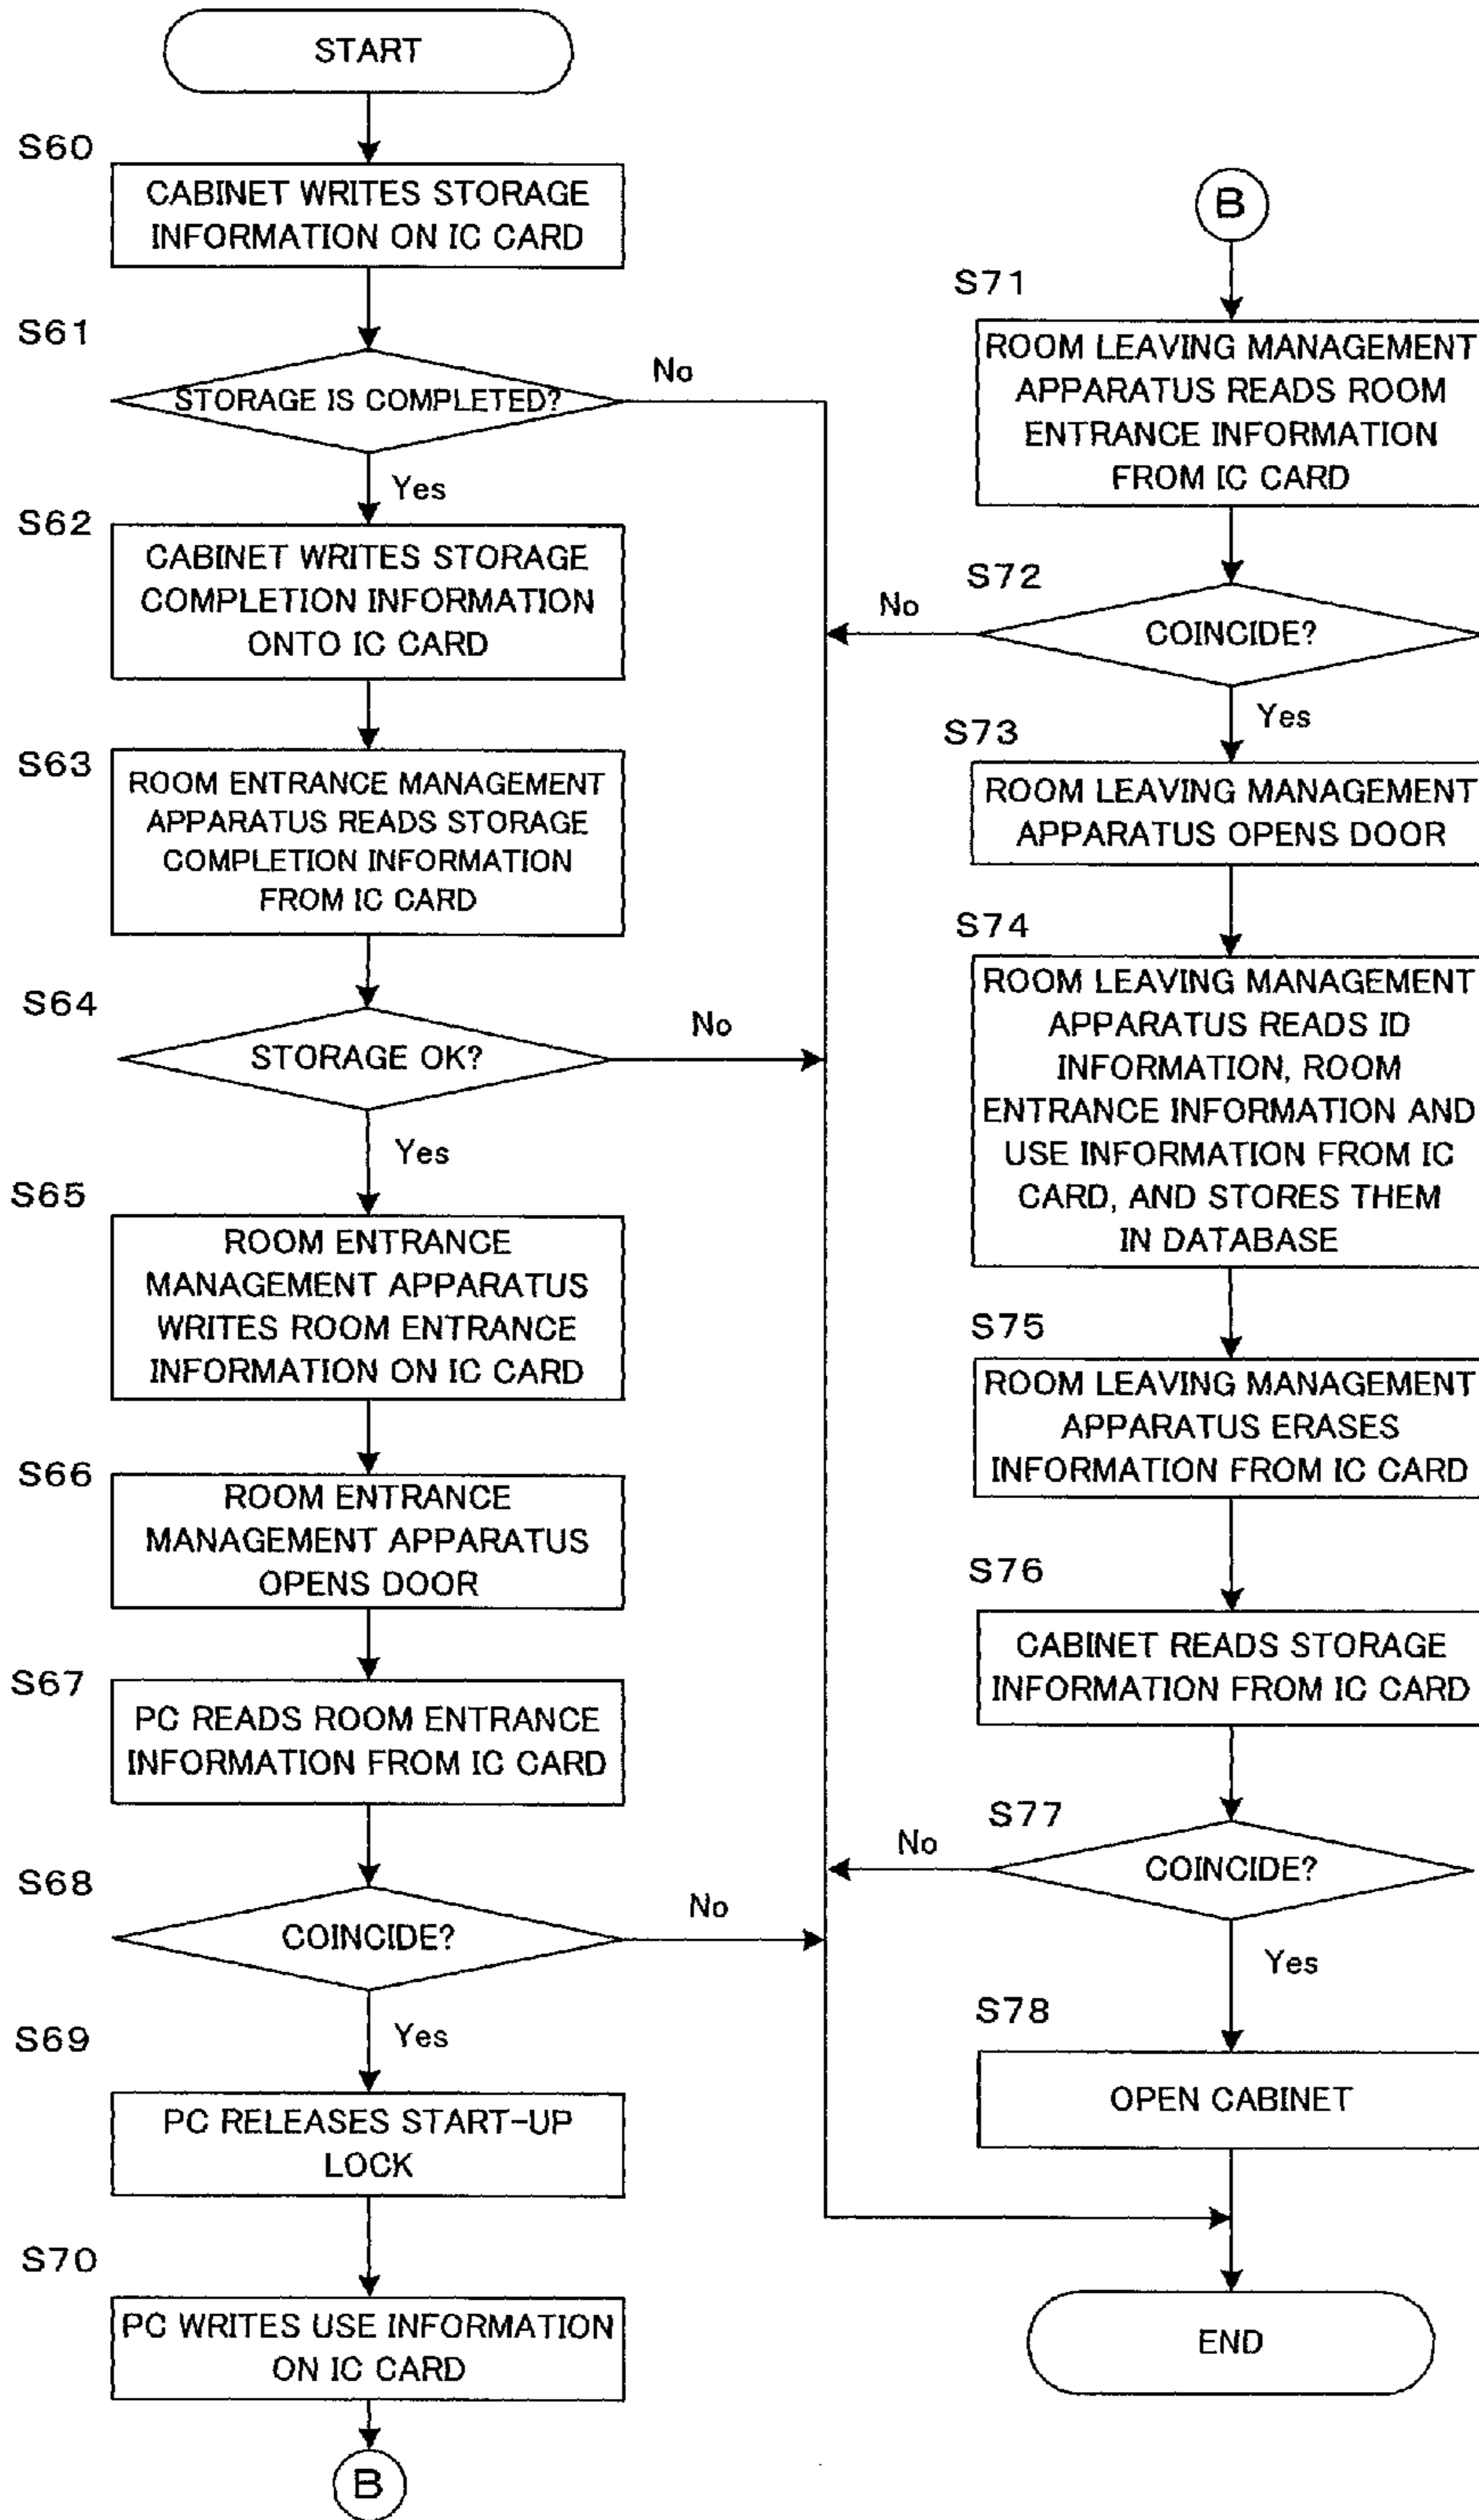 START
S60
CABINET WRITES STORAGE
INFORMATION ON IC CARD
S61
STORAGE IS COMPLETED?
No
Yes
S62
CABINET WRITES STORAGE
COMPLETION INFORMATION
ONTO IC CARD
S63
ROOM ENTRANCE MANAGEMENT
APPARATUS READS STORAGE
COMPLETION INFORMATION
FROM IC CARD
S64
STORAGE OK?
No
Yes
S65
ROOM ENTRANCE
MANAGEMENT APPARATUS
WRITES ROOM ENTRANCE
INFORMATION ON IC CARD
S66
ROOM ENTRANCE
MANAGEMENT APPARATUS
OPENS DOOR
S67
PC READS ROOM ENTRANCE
INFORMATION FROM IC CARD
S68
COINCIDE?
No
Yes
S69
PC RELEASES START-UP
LOCK
S70
PC WRITES USE INFORMATION
ON IC CARD
B
B
S71
ROOM LEAVING MANAGEMENT
APPARATUS READS ROOM
ENTRANCE INFORMATION
FROM IC CARD
S72
COINCIDE?
No
Yes
S73
ROOM LEAVING MANAGEMENT
APPARATUS OPENS DOOR
S74
ROOM LEAVING MANAGEMENT
APPARATUS READS ID
INFORMATION, ROOM
ENTRANCE INFORMATION AND
USE INFORMATION FROM IC
CARD, AND STORES THEM
IN DATABASE
S75
ROOM LEAVING MANAGEMENT
APPARATUS ERASES
INFORMATION FROM IC CARD
S76
CABINET READS STORAGE
INFORMATION FROM IC CARD
S77
COINCIDE?
No
Yes
S78
OPEN CABINET
END